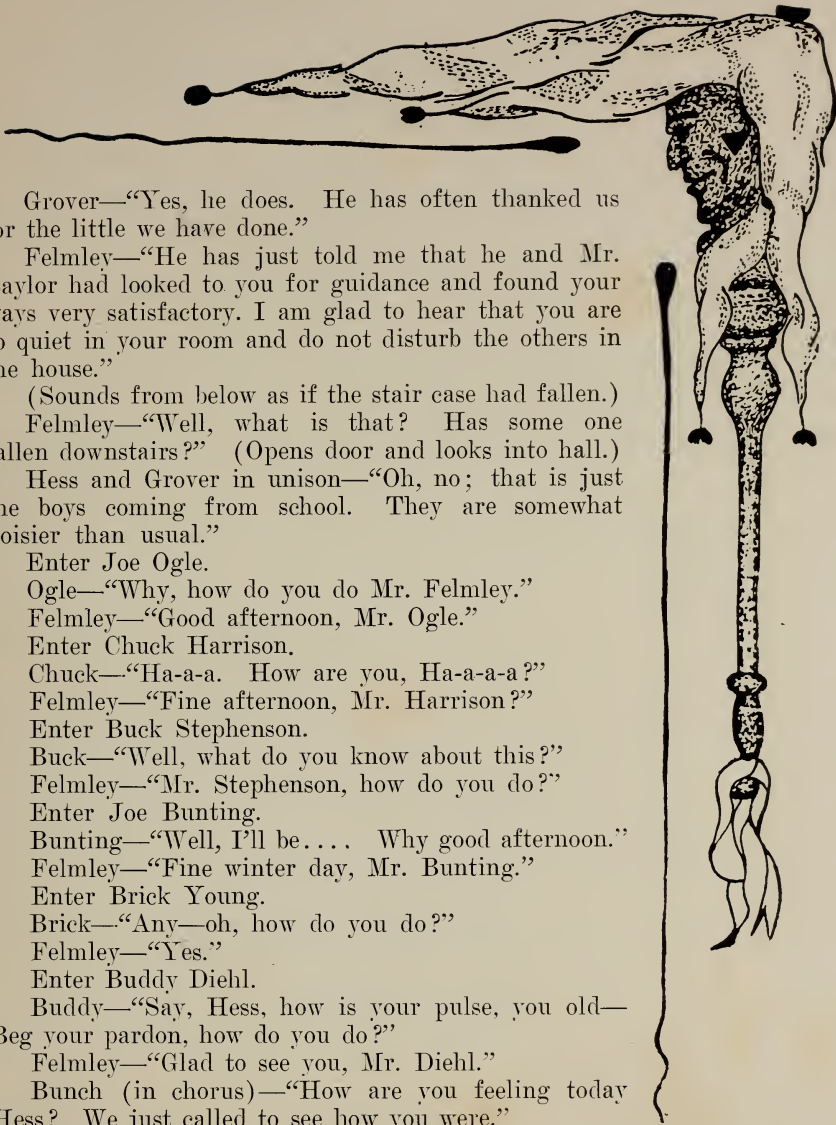 Grover—“Yes, he does. He has often thanked us
or the little we have done.”
Felmley—“He has just told me that he and Mr.
aylor had looked to you for guidance and found your
ays very satisfactory. I am glad to hear that you are
o quiet in your room and do not disturb the others in
he house.”
(Sounds from below as if the stair case had fallen.)
Felmley—“Well, what is that? Has some one
allen downstairs?” (Opens door and looks into hall.)
Hess and Grover in unison—“Oh, no; that is just
he boys coming from school. They are somewhat
oisier than usual.”
Enter Joe Ogle.
Ogle—“Why, how do you do Mr. Felmley.”
Felmley—“Good afternoon, Mr. Ogle.”
Enter Chuck Harrison.
Chuck—“Ha-a-a. How are you, Ha-a-a-a?”
Felmley—“Fine afternoon, Mr. Harrison?”
Enter Buck Stephenson.
Buck—“Well, what do you know about this?”
Felmley—“Mr. Stephenson, how do you do?”
Enter Joe Bunting.
Bunting—“Well, I’ll be.... Why good afternoon.”
Felmley—“Fine winter day, Mr. Bunting.”
Enter Brick Young.
Brick—“Any—oh, how do you do?”
Felmley—“Yes.”
Enter Buddy Diehl.
Buddy—“Say, Hess, how is your pulse, you old—
Beg your pardon, how do you do?”
Felmley—“Glad to see you, Mr. Diehl.”
Bunch (in chorus)—“How are you feeling today
Hess? We just called to see how you were.”